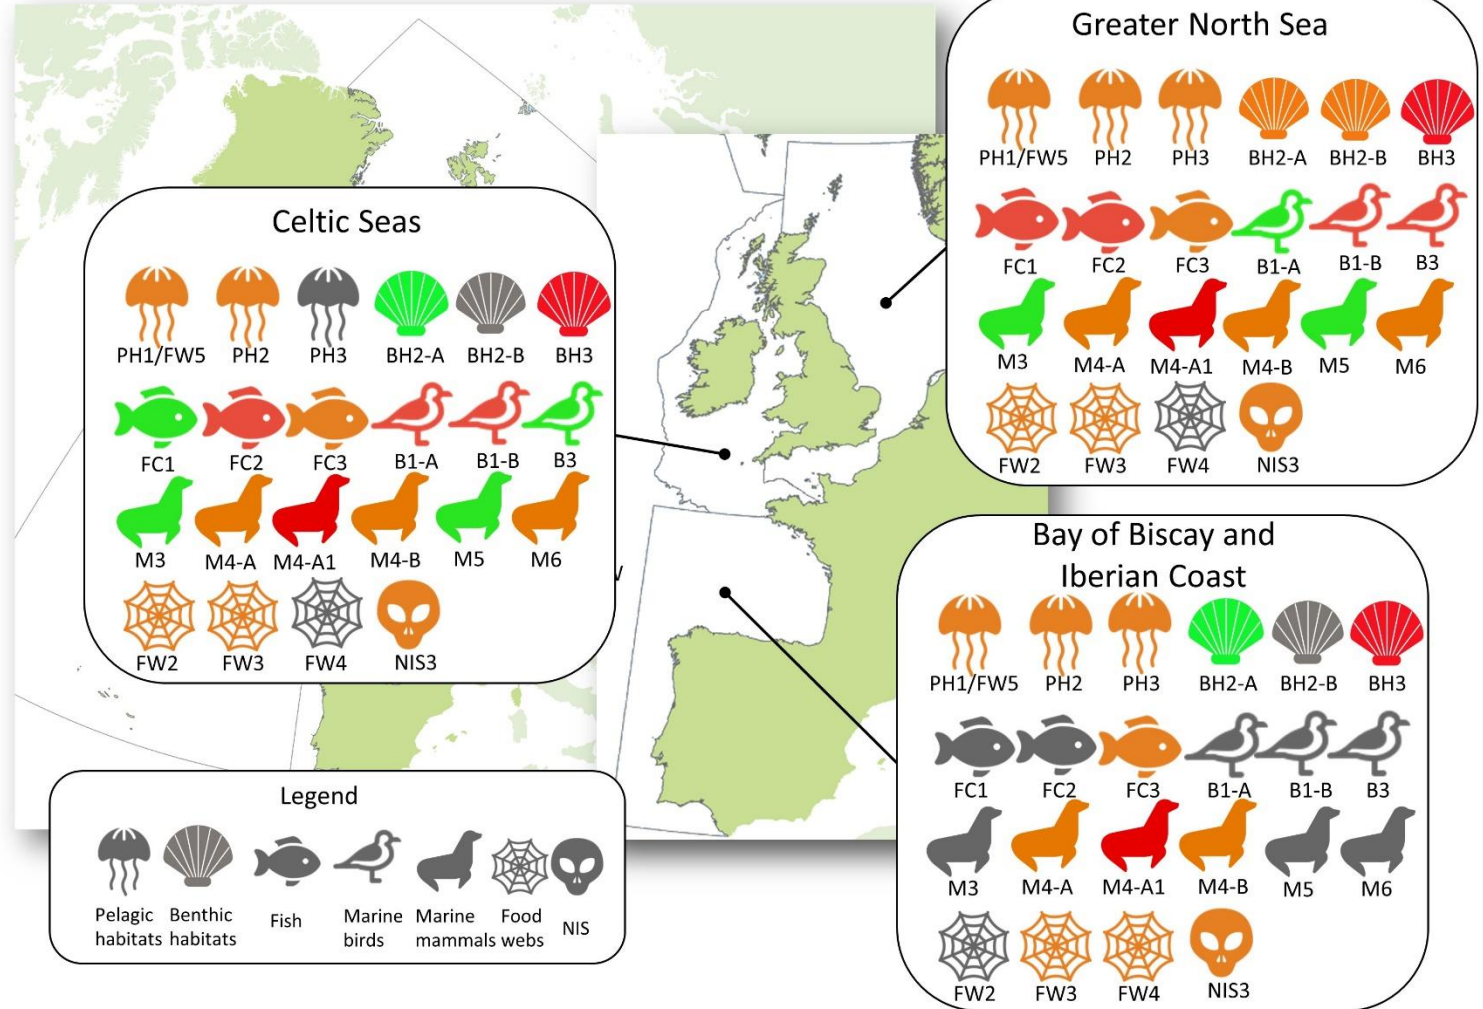 Greater North Sea
PH1/FW5 PH2 PH3 BH2-A BH2-B BH3
FC1 FC2 FC3 B1-A B1-B B3
M3 M4-A M4-A1 M4-B M5 M6
FW2 FW3 FW4 NIS3
Celtic Seas
PH1/FW5 PH2 PH3 BH2-A BH2-B BH3
FC1 FC2 FC3 B1-A B1-B B3
M3 M4-A M4-A1 M4-B M5 M6
FW2 FW3 FW4 NIS3
Bay of Biscay and
Iberian Coast
PH1/FW5 PH2 PH3 BH2-A BH2-B BH3
FC1 FC2 FC3 B1-A B1-B B3
M3 M4-A M4-A1 M4-B M5 M6
FW2 FW3 FW4 NIS3
Legend
Pelagic
habitats
Benthic
habitats
Fish
Marine
birds
Marine
mammals
Food
webs
NIS